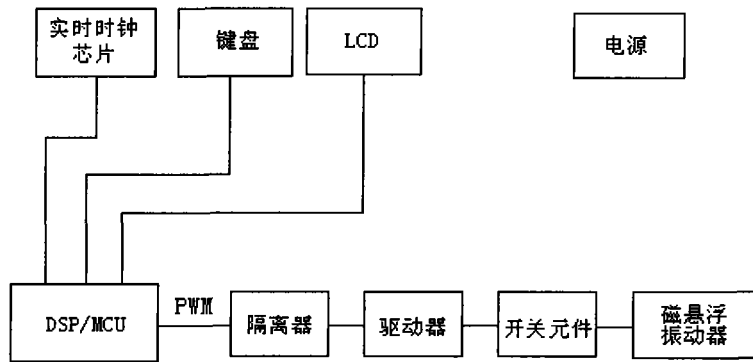 实时时钟
芯片
键盘
LCD
电源
DSP/MCU
PWM
隔离器
驱动器
开关元件
磁悬浮
振动器